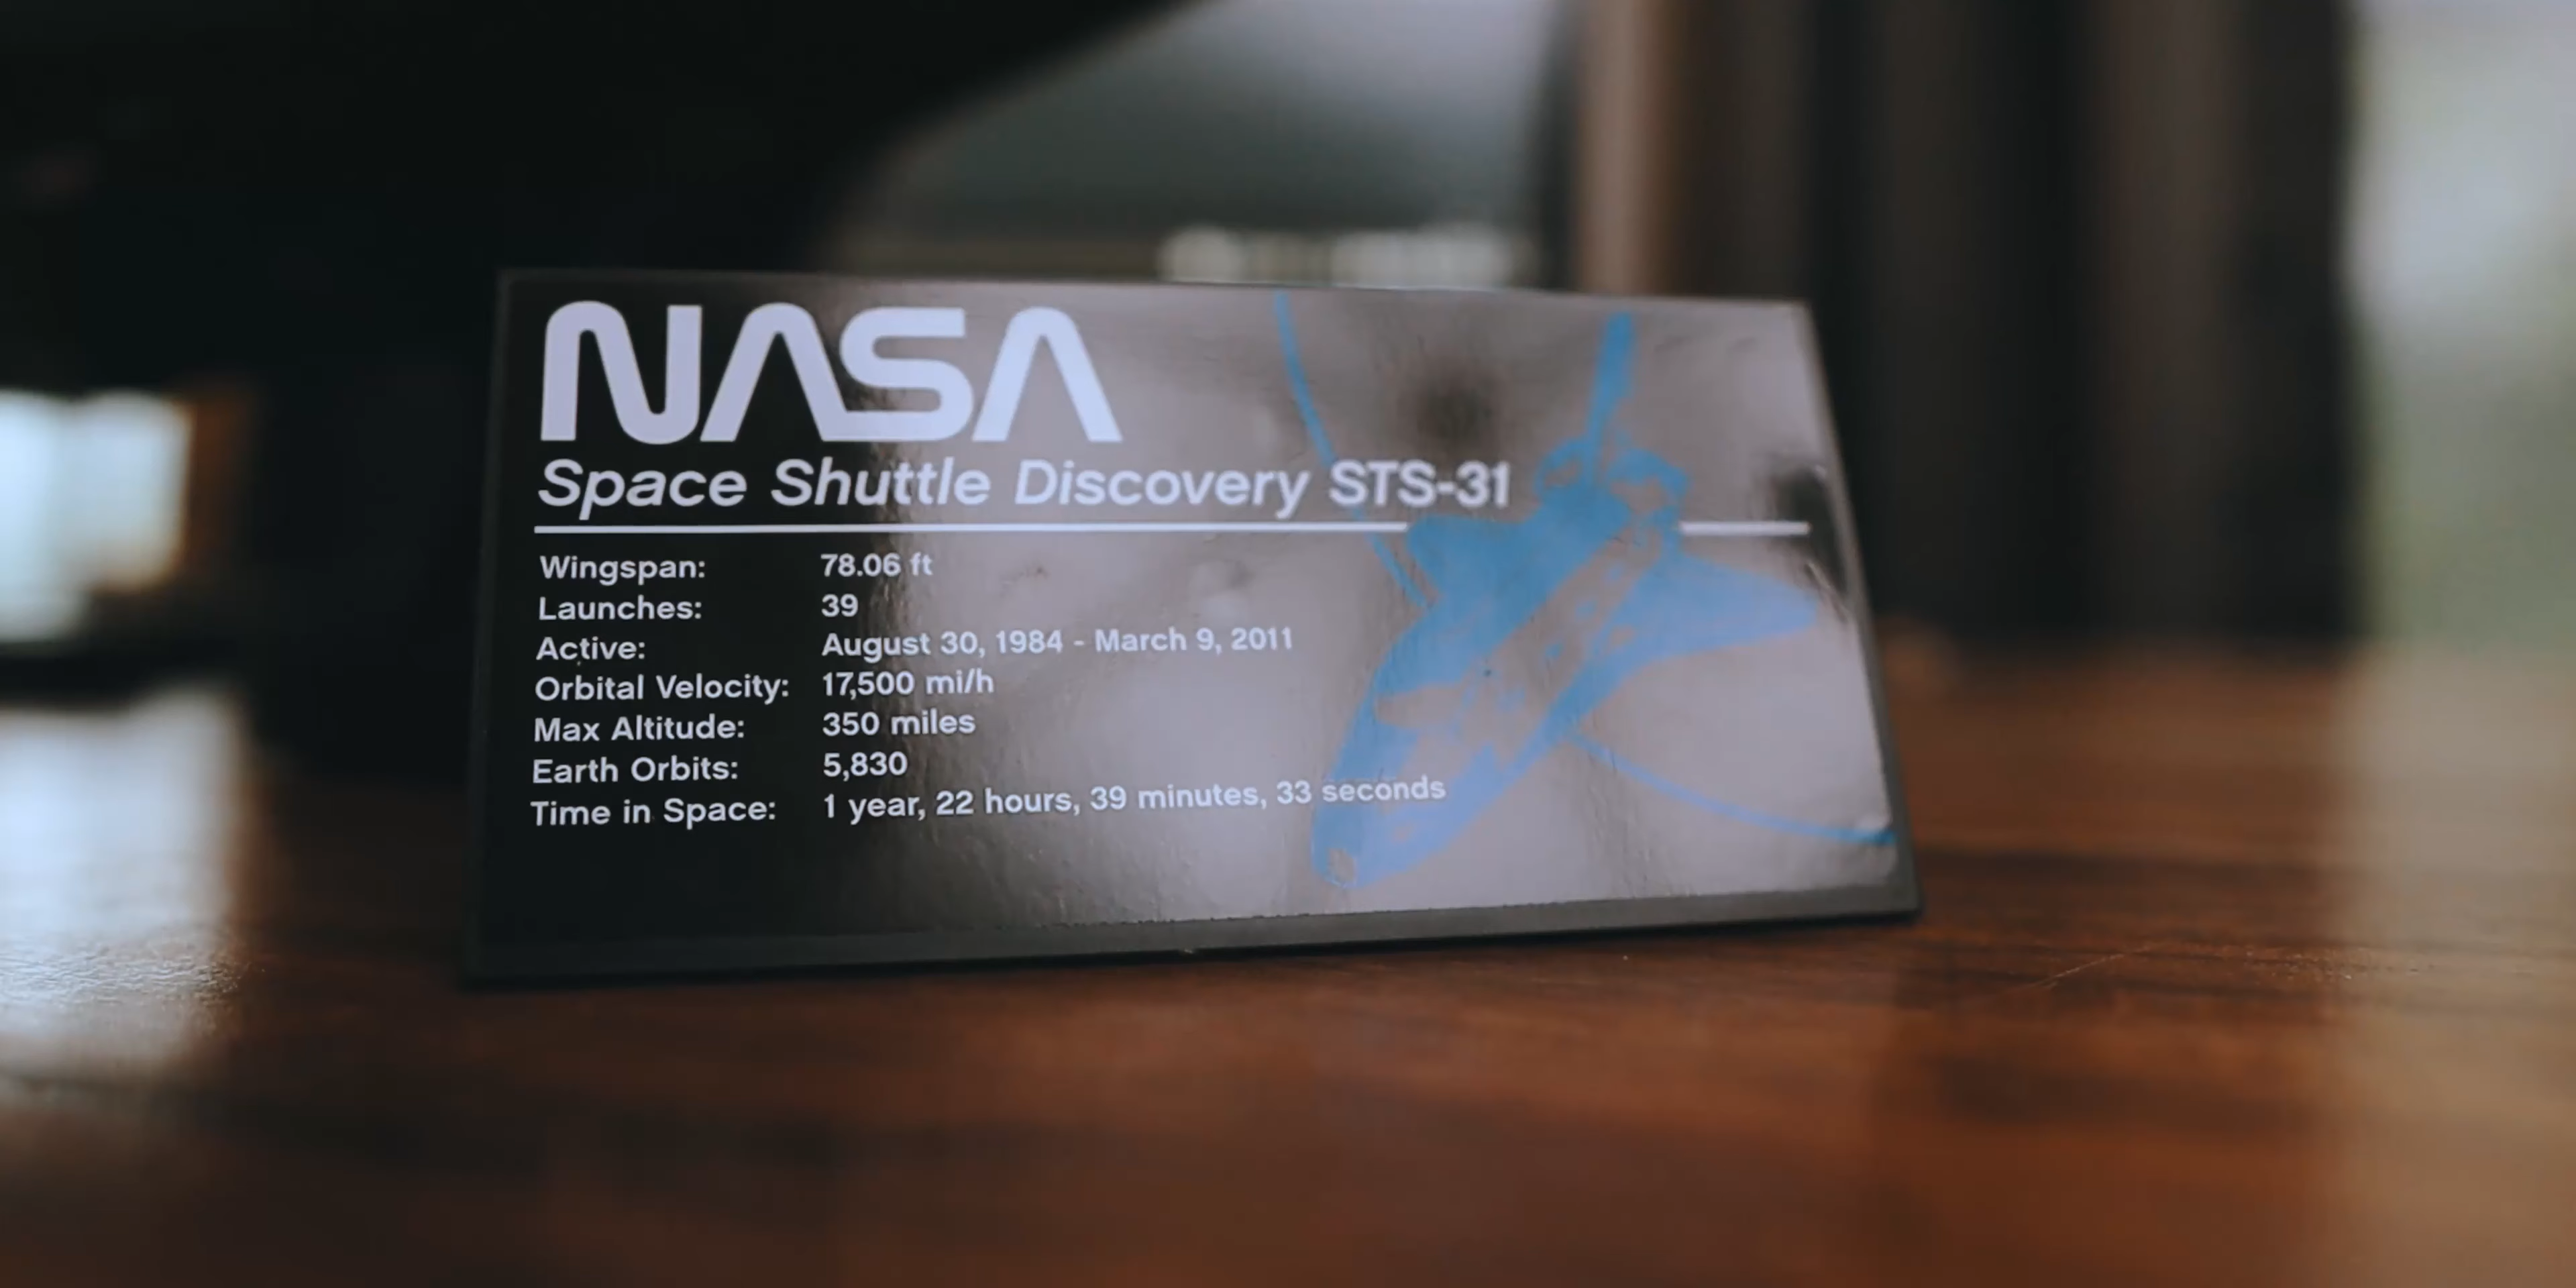 NASA
Space Shuttle Discovery STS-31
Wingspan: 78.06 ft
Launches: 39
Active: August 30, 1984 - March 9, 2011
Orbital Velocity: 17,500 mi/h
Max Altitude: 350 miles
Earth Orbits: 5,830
Time in Space: 1 year, 22 hours, 39 minutes, 33 seconds